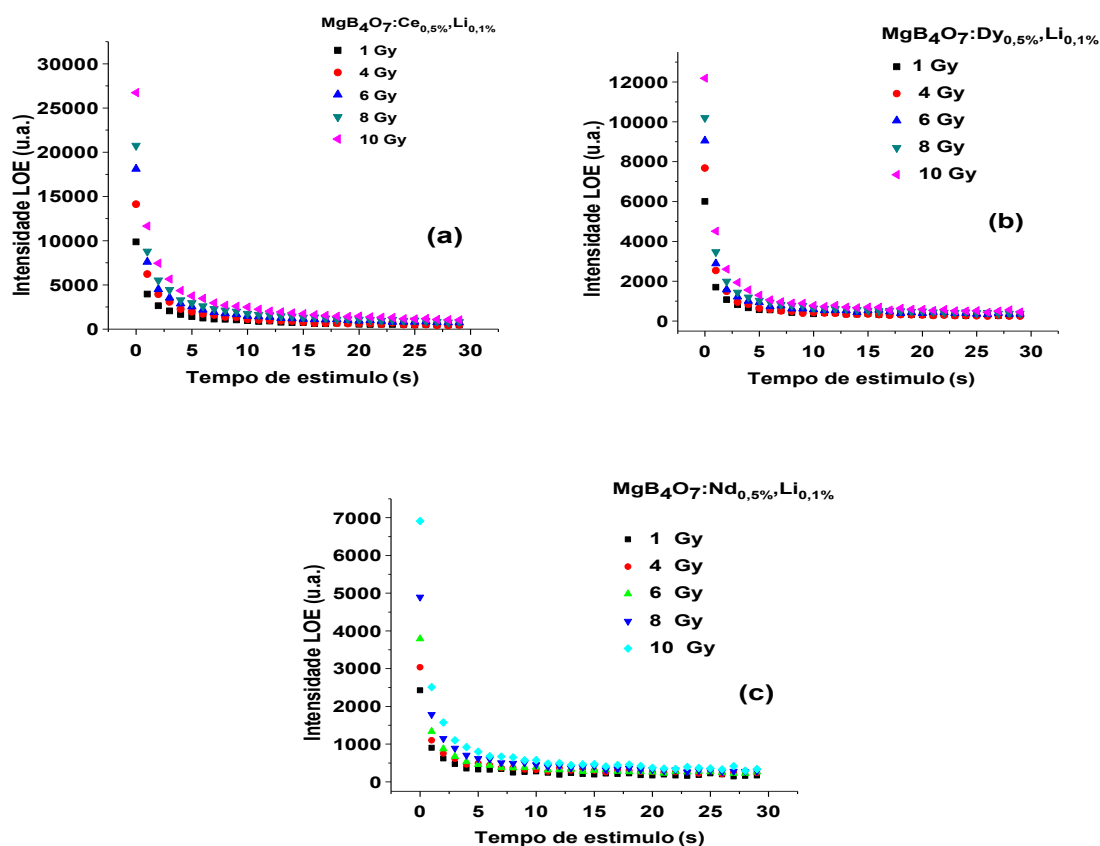 MgB₄O₇:Ce₀,₅%,Li₀,₁%
1 Gy
4 Gy
6 Gy
8 Gy
10 Gy
(a)
Intensidade LOE (u.a.)
30000
25000
20000
15000
10000
5000
0
0 5 10 15 20 25 30
Tempo de estimulo (s)
MgB₄O₇:Dy₀,₅%,Li₀,₁%
1 Gy
4 Gy
6 Gy
8 Gy
10 Gy
(b)
Intensidade LOE (u.a.)
12000
10000
8000
6000
4000
2000
0
0 5 10 15 20 25 30
Tempo de estimulo (s)
MgB₄O₇:Nd₀,₅%,Li₀,₁%
1 Gy
4 Gy
6 Gy
8 Gy
10 Gy
(c)
Intensidade LOE (u.a.)
7000
6000
5000
4000
3000
2000
1000
0
0 5 10 15 20 25 30
Tempo de estimulo (s)